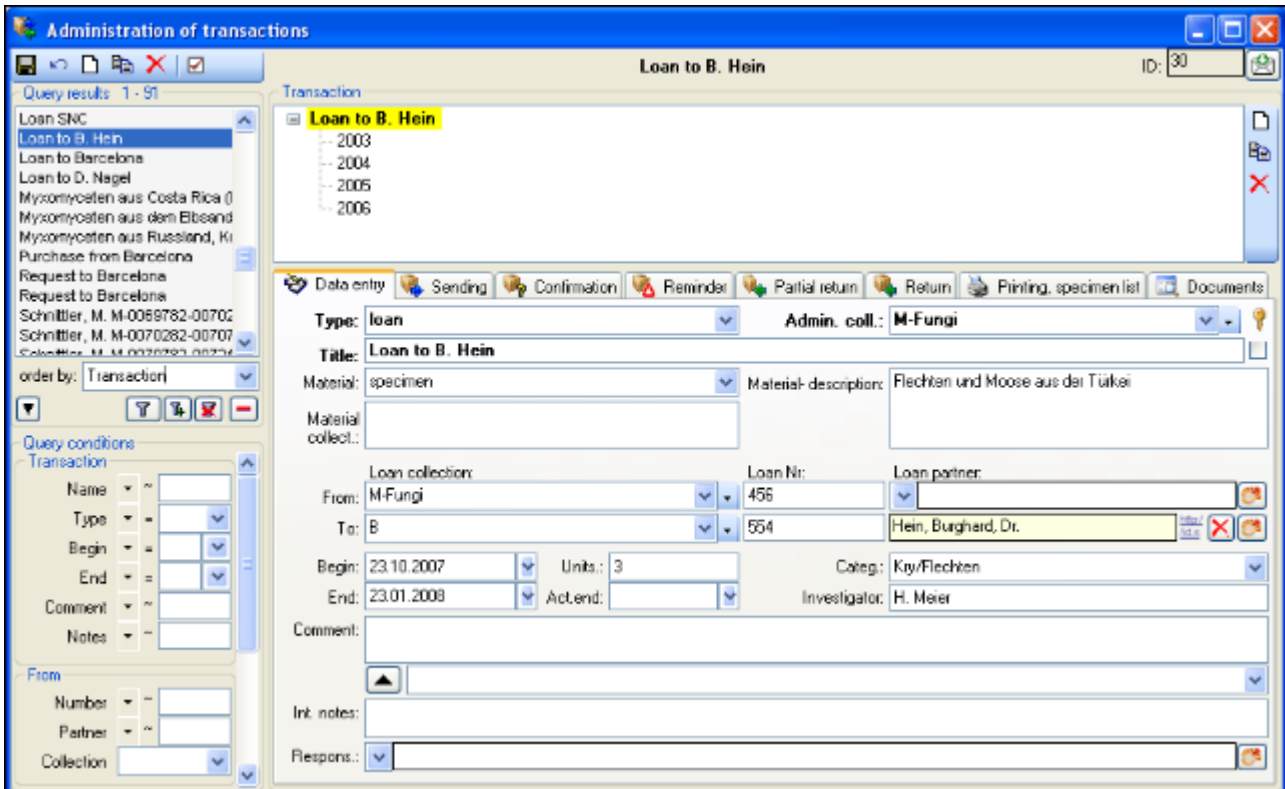 Administration of transactions
Loan to B. Hein
ID: 30
Query results 1 - 91
Loan SNC
Loan to B. Hein
Loan to Barcelona
Loan to D. Nagel
Myxomyceten aus Costa Rica (
Myxomyceten aus dem Elbsand
Myxomyceten aus Russland, K
Purchase from Barcelona
Request to Barcelona
Request to Barcelona
Schnittler, M. M-0069782-00702
Schnittler, M. M-0070282-00707
order by: Transaction
Query conditions
Transaction
Name ~
Type =
Begin =
End =
Comment ~
Notes ~
From
Number ~
Partner ~
Collection
Transaction
Loan to B. Hein
2003
2004
2005
2006
Data entry Sending Confirmation Reminder Partial return Return Printing, specimen list Documents
Type: loan Admin. coll.: M-Fungi
Title: Loan to B. Hein
Material: specimen Material- description: Flechten und Moose aus der Türkei
Material
collect.:
Loan collection: Loan Nr.: Loan partner:
From: M-Fungi 456
To: B 554 Hein, Burghard, Dr.
Begin: 23.10.2007 Units.: 3 Categ.: Kry/Flechten
End: 23.01.2008 Act.end: Investigator: H. Meier
Comment:
Int. notes:
Respons.: